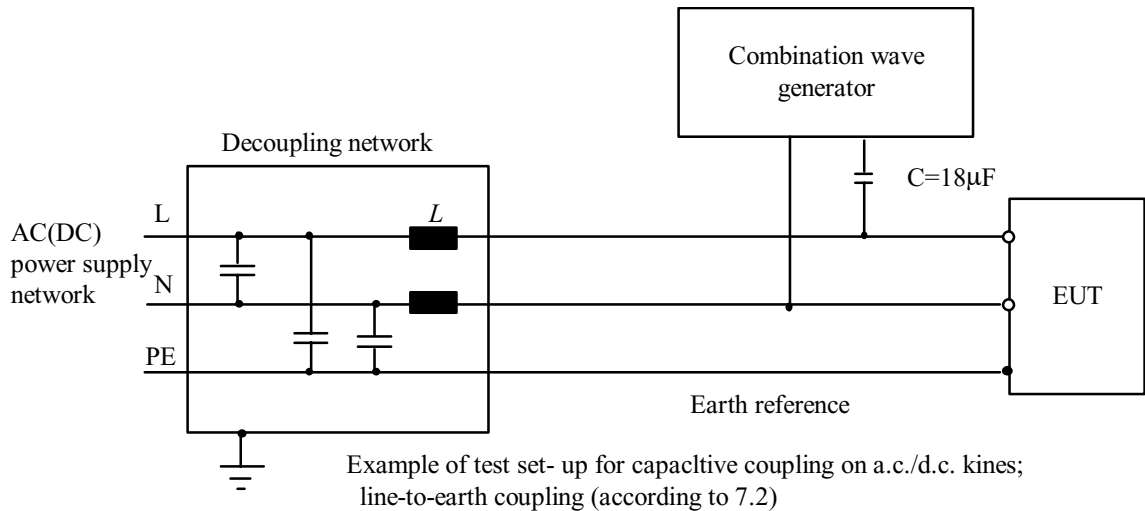 Combination wave
generator
Decoupling network
C=18μF
L
L
AC(DC)
power supply
network
N
EUT
PE
Earth reference
Example of test set- up for capacltive coupling on a.c./d.c. kines;
line-to-earth coupling (according to 7.2)